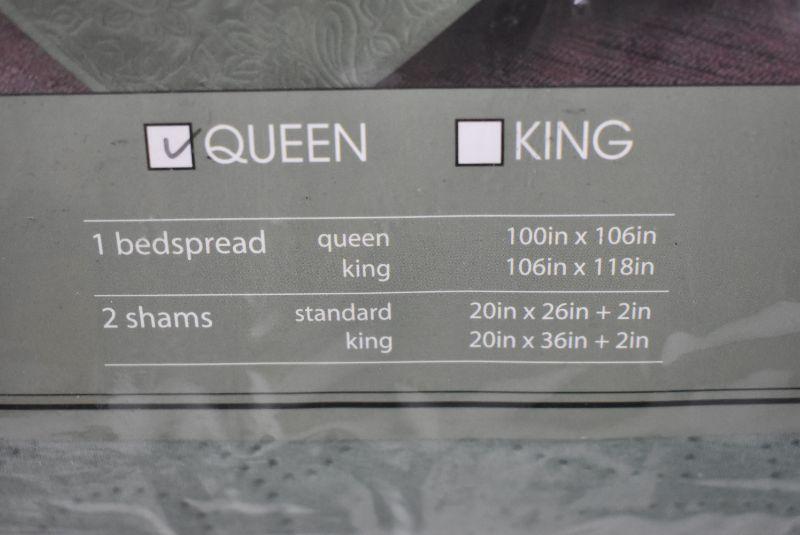 QUEEN KING
1 bedspread queen 100in x 106in
king 106in x 118in
2 shams standard 20in x 26in + 2in
king 20in x 36in + 2in